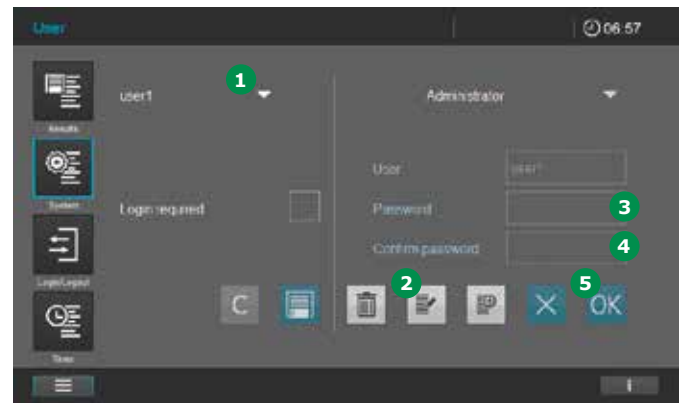 User
06:57
user1
Administrator
Results
User
user1
System
Login required
Password
Confirm password
Login/Logout
C
OK
Times
i
1
2
3
4
5